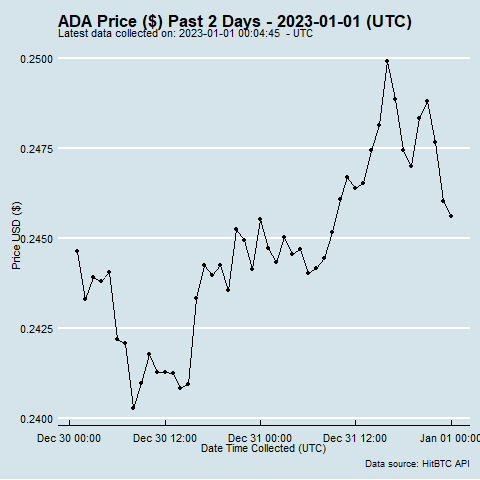 ADA Price ($) Past 2 Days - 2023-01-01 (UTC)
Latest data collected on: 2023-01-01 00:04:45 - UTC
0.2500
0.2475
0.2450
0.2425
0.2400
Price USD ($)
Dec 30 00:00 Dec 30 12:00 Dec 31 00:00 Dec 31 12:00 Jan 01 00:00
Date Time Collected (UTC)
Data source: HitBTC API